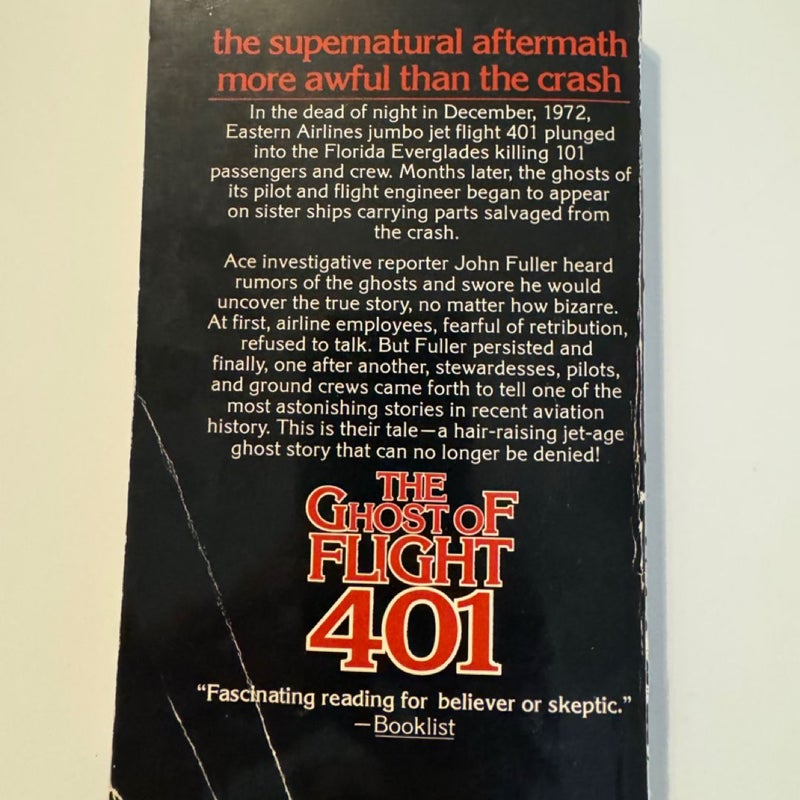 the supernatural aftermath
more awful than the crash
In the dead of night in December, 1972,
Eastern Airlines jumbo jet flight 401 plunged
into the Florida Everglades killing 101
passengers and crew. Months later, the ghosts of
its pilot and flight engineer began to appear
on sister ships carrying parts salvaged from
the crash.
Ace investigative reporter John Fuller heard
rumors of the ghosts and swore he would
uncover the true story, no matter how bizarre.
At first, airline employees, fearful of retribution,
refused to talk. But Fuller persisted and
finally, one after another, stewardesses, pilots,
and ground crews came forth to tell one of the
most astonishing stories in recent aviation
history. This is their tale—a hair-raising jet-age
ghost story that can no longer be denied!
THE
GHOST OF
FLIGHT
401
“Fascinating reading for believer or skeptic.”
—Booklist